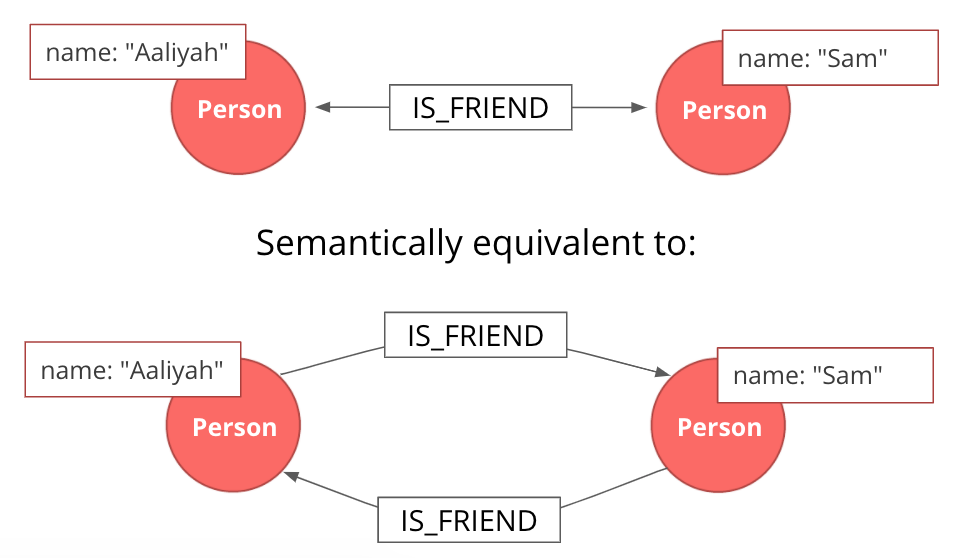 name: "Aaliyah"
name: "Sam"
Person
IS_FRIEND
Person
Semantically equivalent to:
IS_FRIEND
name: "Aaliyah"
name: "Sam"
Person
Person
IS_FRIEND